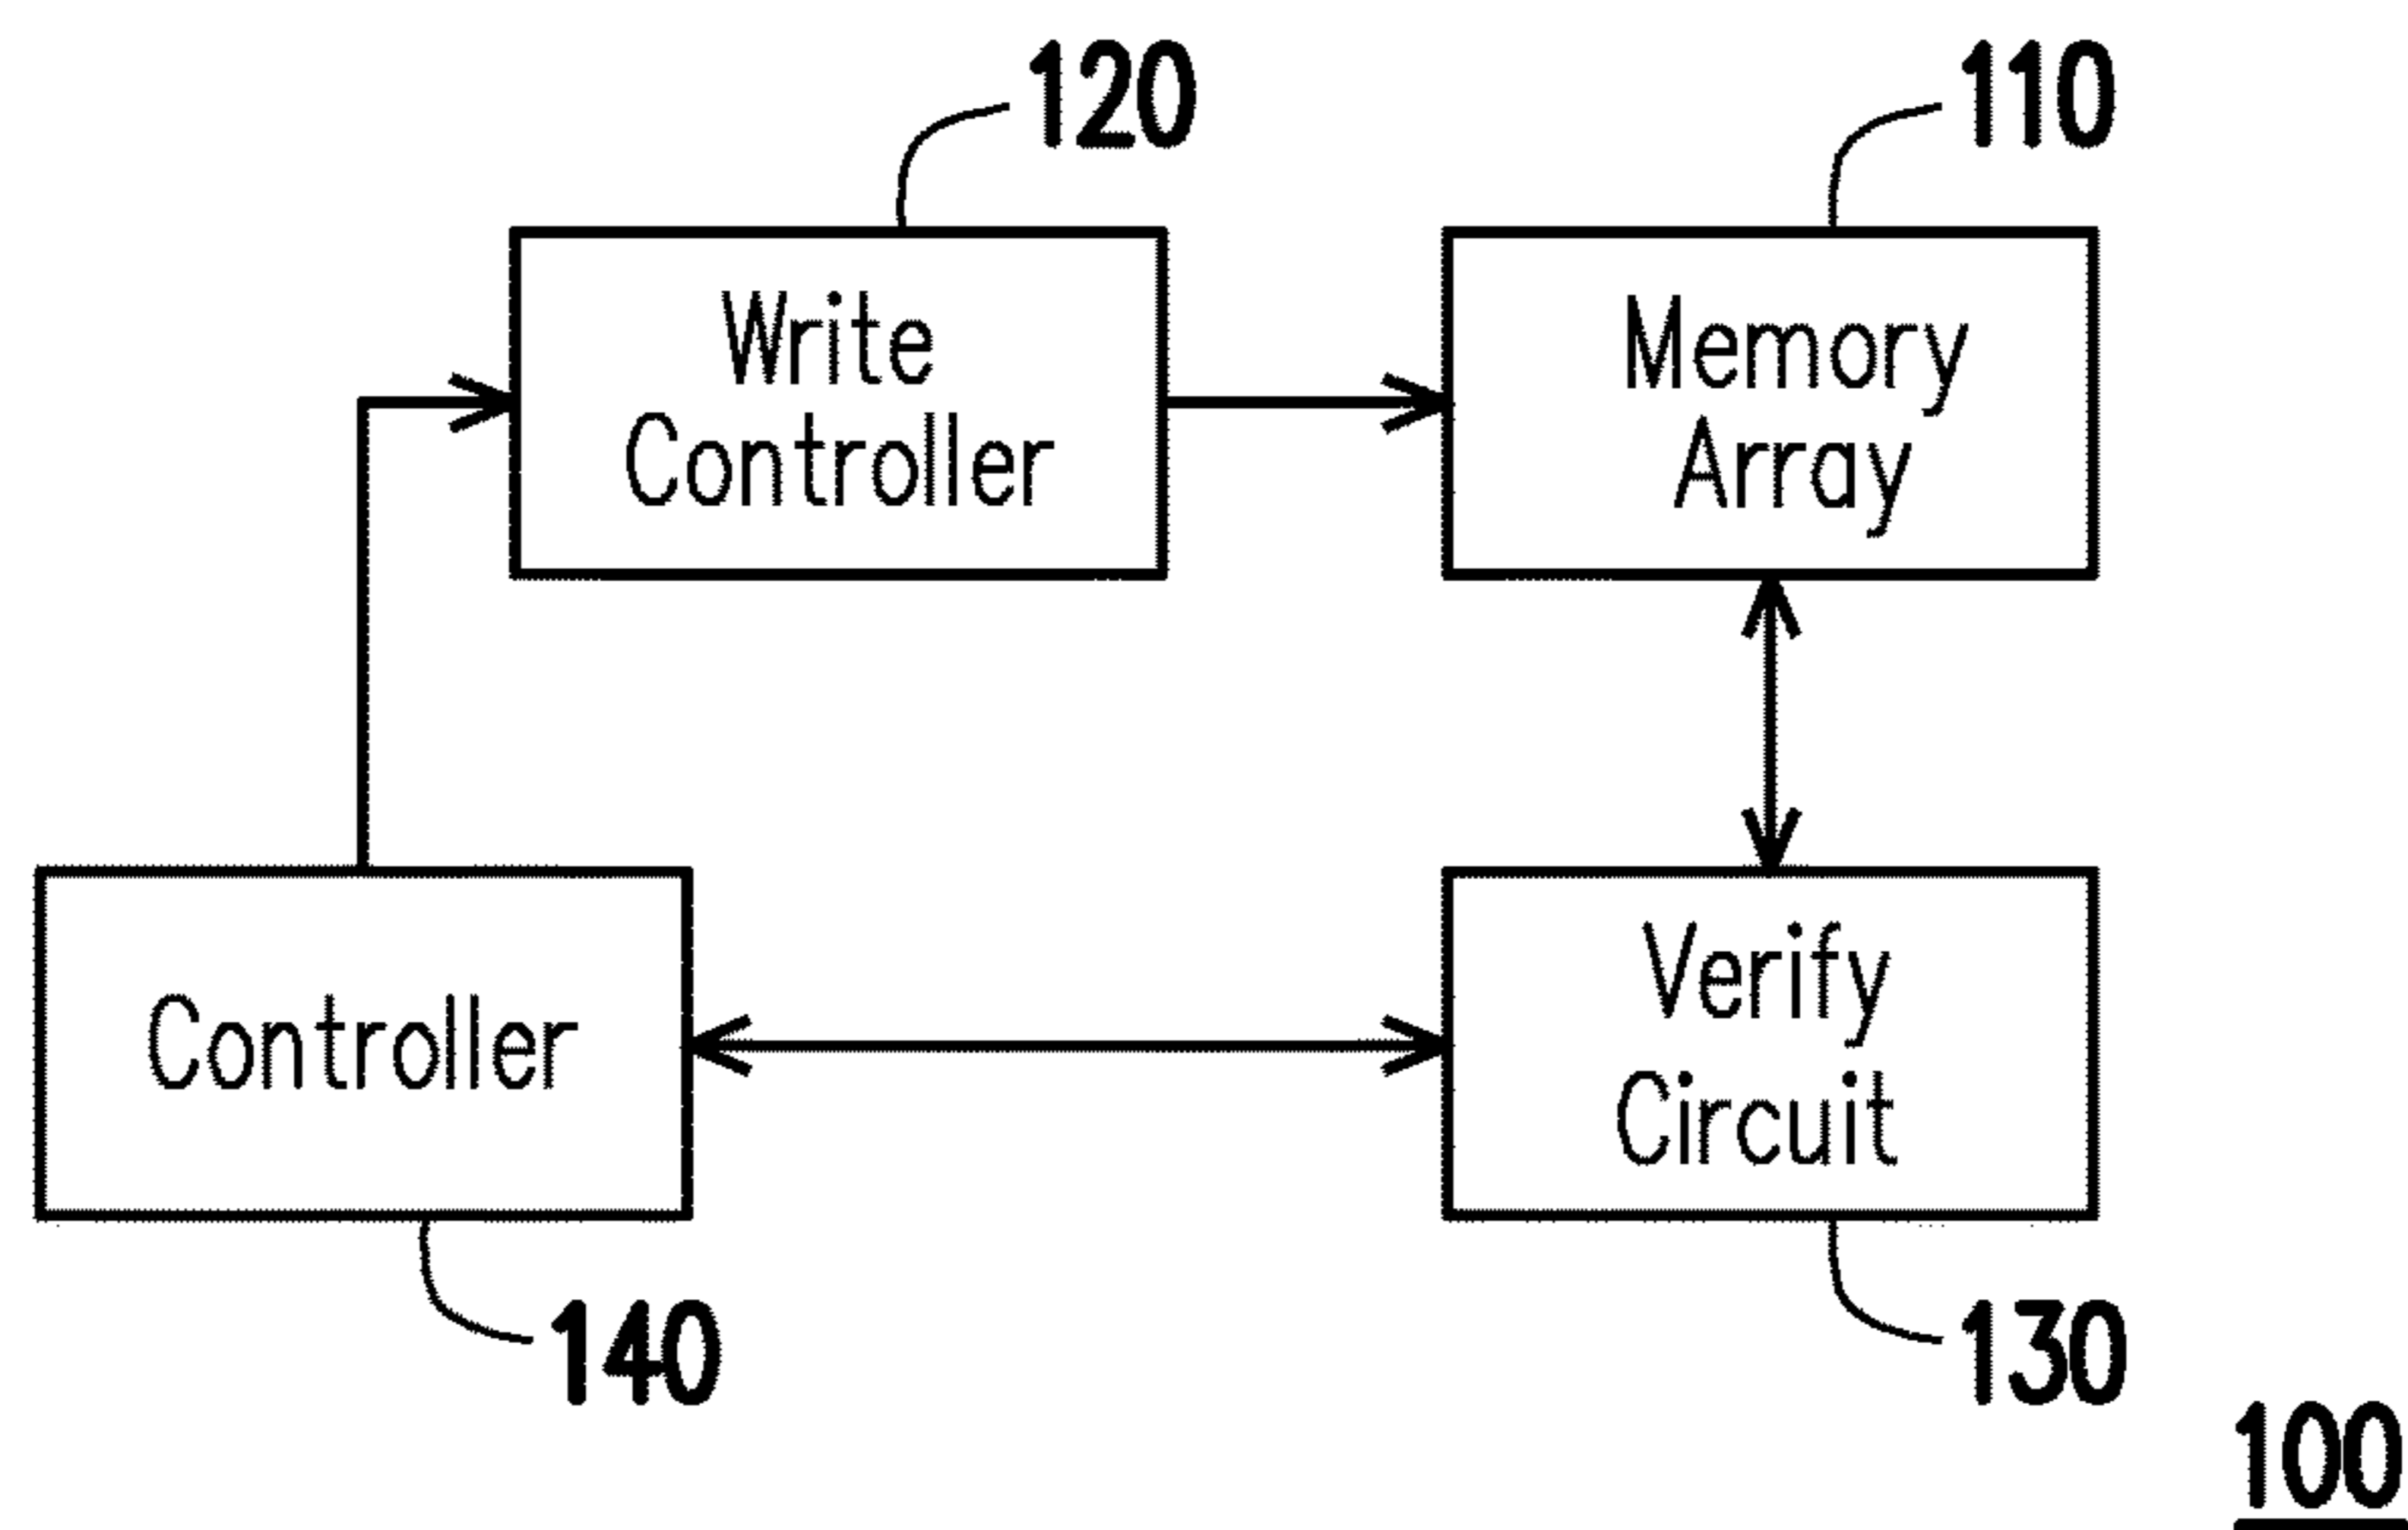 120
110
Write
Controller
Memory
Array
Controller
Verify
Circuit
140
130
100